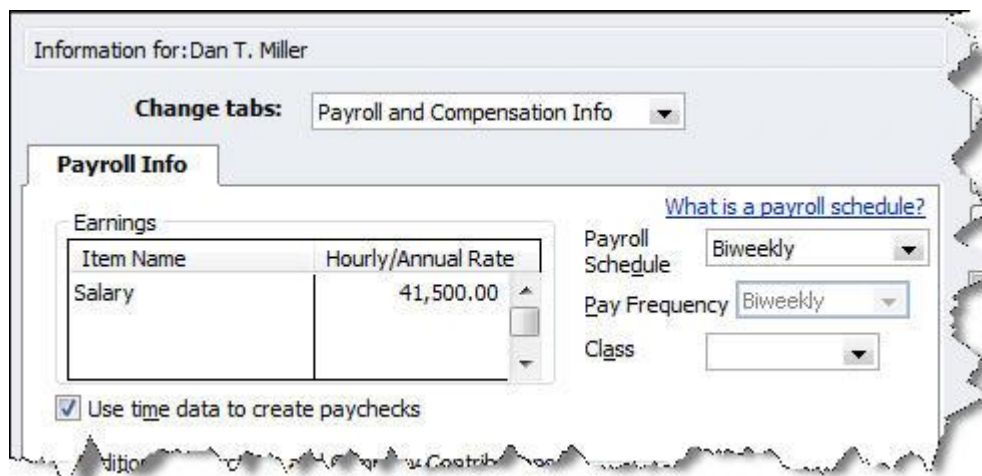 Information for: Dan T. Miller
Change tabs: Payroll and Compensation Info
Payroll Info
What is a payroll schedule?
Earnings
Item Name Hourly/Annual Rate
Salary 41,500.00
Payroll Schedule Biweekly
Pay Frequency Biweekly
Class
Use time data to create paychecks